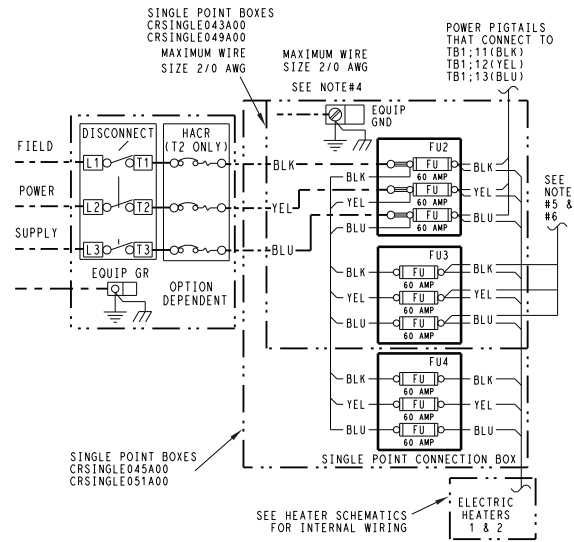 SINGLE POINT BOXES
CRSINGLE043A00
CRSINGLE049A00
MAXIMUM WIRE
SIZE 2/0 AWG
MAXIMUM WIRE
SIZE 2/0 AWG
SEE NOTE#4
POWER PIGTAILS
THAT CONNECT TO
TB1;11(BLK)
TB1;12(YEL)
TB1;13(BLU)
EQUIP
GND
DISCONNECT
HACR
(T2 ONLY)
FIELD
POWER
SUPPLY
L1 T1
L2 T2
L3 T3
BLK
YEL
BLU
EQUIP GR
OPTION
DEPENDENT
FU2
BLK FU BLK
60 AMP
YEL FU YEL
60 AMP
BLU FU BLU
60 AMP
SEE
NOTE
#5 &
#6
FU3
BLK FU BLK
60 AMP
YEL FU YEL
60 AMP
BLU FU BLU
60 AMP
FU4
BLK FU BLK
60 AMP
YEL FU YEL
60 AMP
BLU FU BLU
60 AMP
SINGLE POINT CONNECTION BOX
SINGLE POINT BOXES
CRSINGLE045A00
CRSINGLE051A00
SEE HEATER SCHEMATICS
FOR INTERNAL WIRING
ELECTRIC
HEATERS
1 & 2